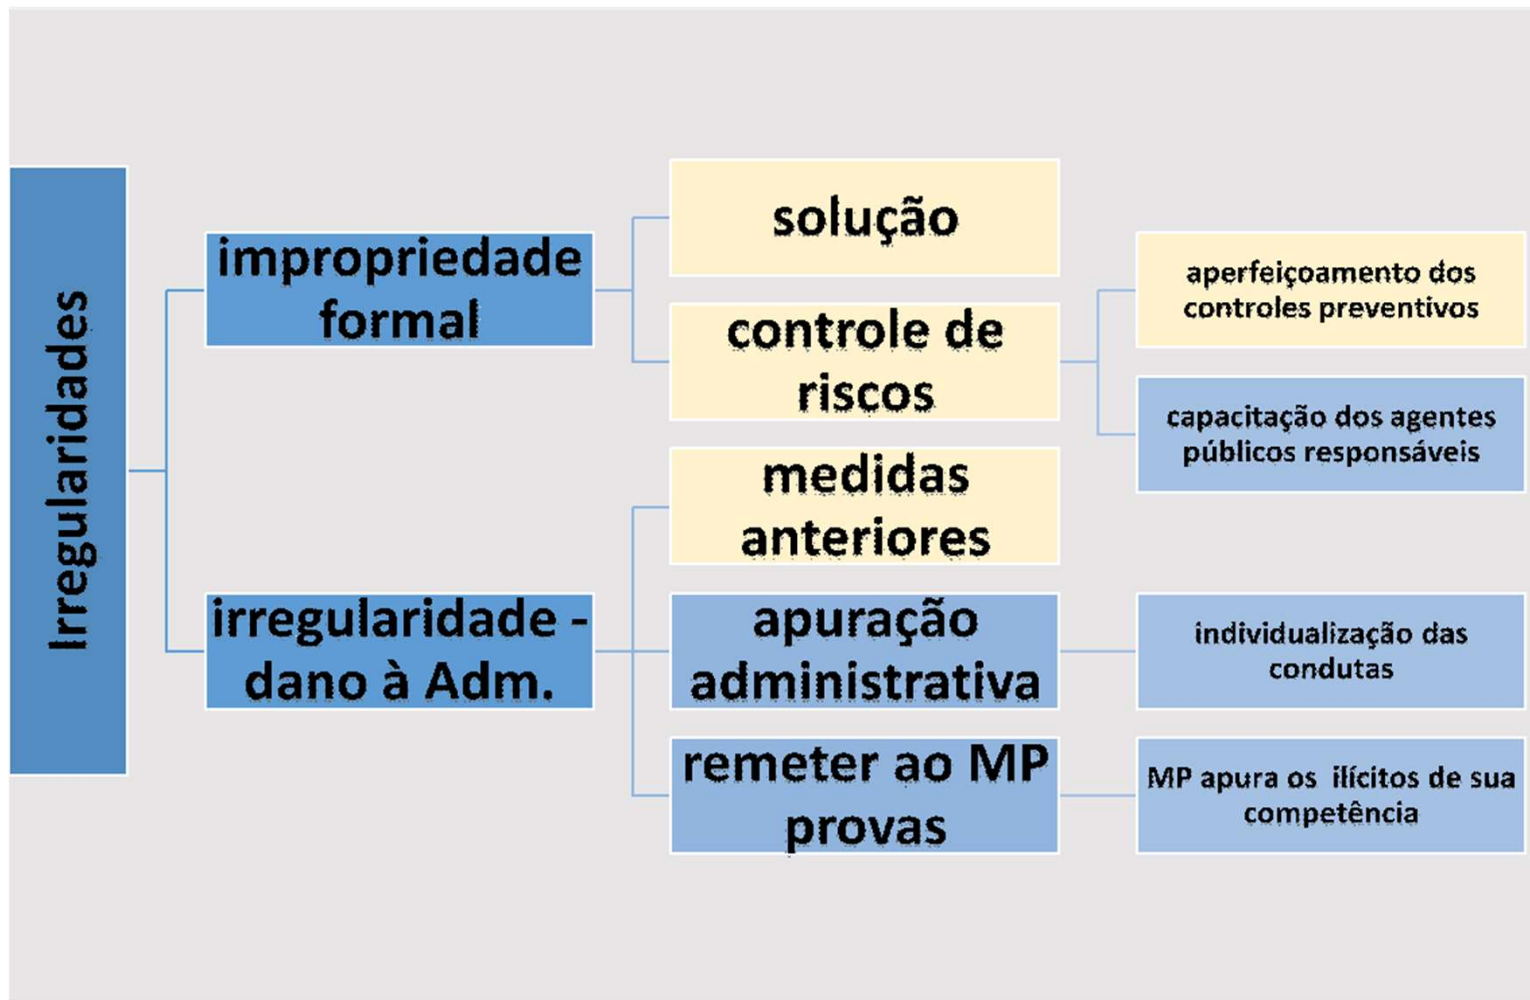 Irregularidades
impropriedade
formal
solução
controle de
riscos
aperfeiçoamento dos
controles preventivos
capacitação dos agentes
públicos responsáveis
irregularidade -
dano à Adm.
medidas
anteriores
apuração
administrativa
individualização das
condutas
remeter ao MP
provas
MP apura os ilícitos de sua
competência